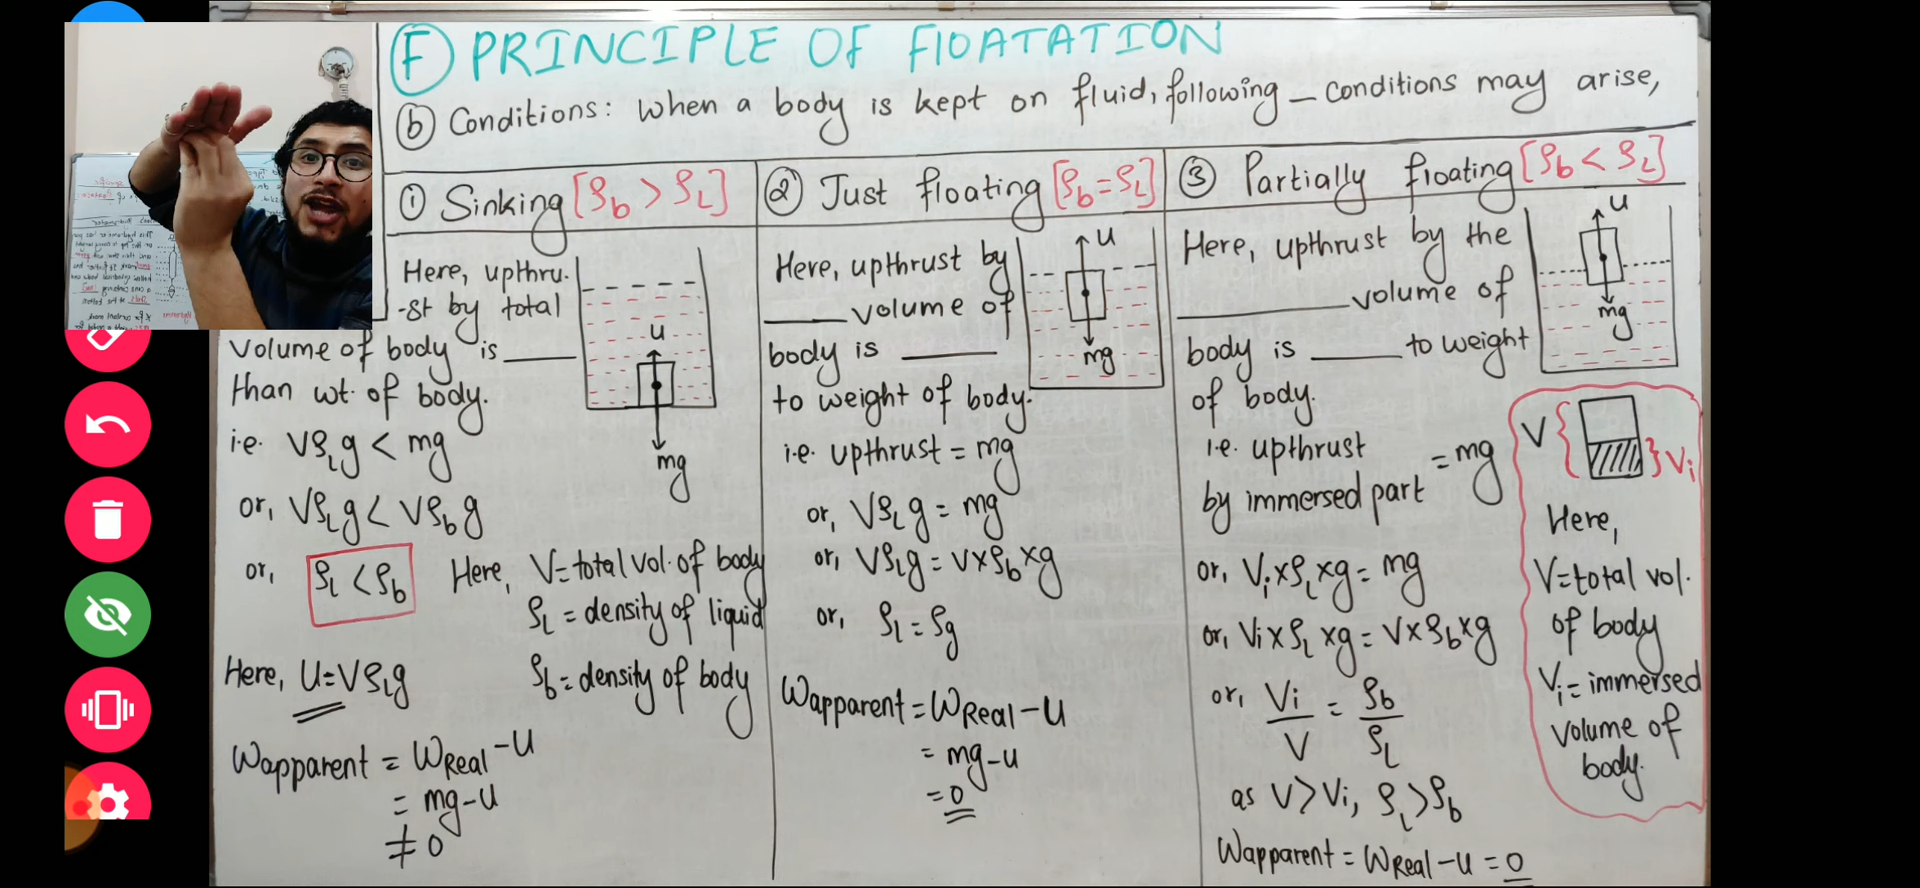 Ⓕ PRINCIPLE OF FlOATATION
ⓑ Conditions: when a body is kept on fluid, following _ conditions may arise,
① Sinking [ρb > ρL]
Here, upthru-
-st by total
volume of body is ____
than wt. of body.
i.e. VρLg < mg
or, VρLg < Vρbg
or, ρL < ρb
Here, V = total vol. of body
ρL = density of liquid
ρb = density of body
Here, U = VρLg
Wapparent = WReal - U
= mg - U
≠ 0
U
mg
② Just floating [ρb = ρL]
Here, upthrust by
____ volume of
body is ____
to weight of body.
i.e. upthrust = mg
or, VρLg = mg
or, VρLg = V×ρb×g
or, ρL = ρg
Wapparent = WReal - U
= mg - U
= 0
U
mg
③ Partially floating [ρb < ρL]
Here, upthrust by the
____ volume of
body is ____ to weight
of body.
i.e. upthrust
by immersed part = mg
or, Vi×ρL×g = mg
or, Vi×ρL×g = V×ρb×g
or, Vi/V = ρb/ρL
as V > Vi, ρL > ρb
Wapparent = WReal - U = 0
U
mg
V } Vi
Here,
V = total vol.
of body
Vi = immersed
volume of
body.